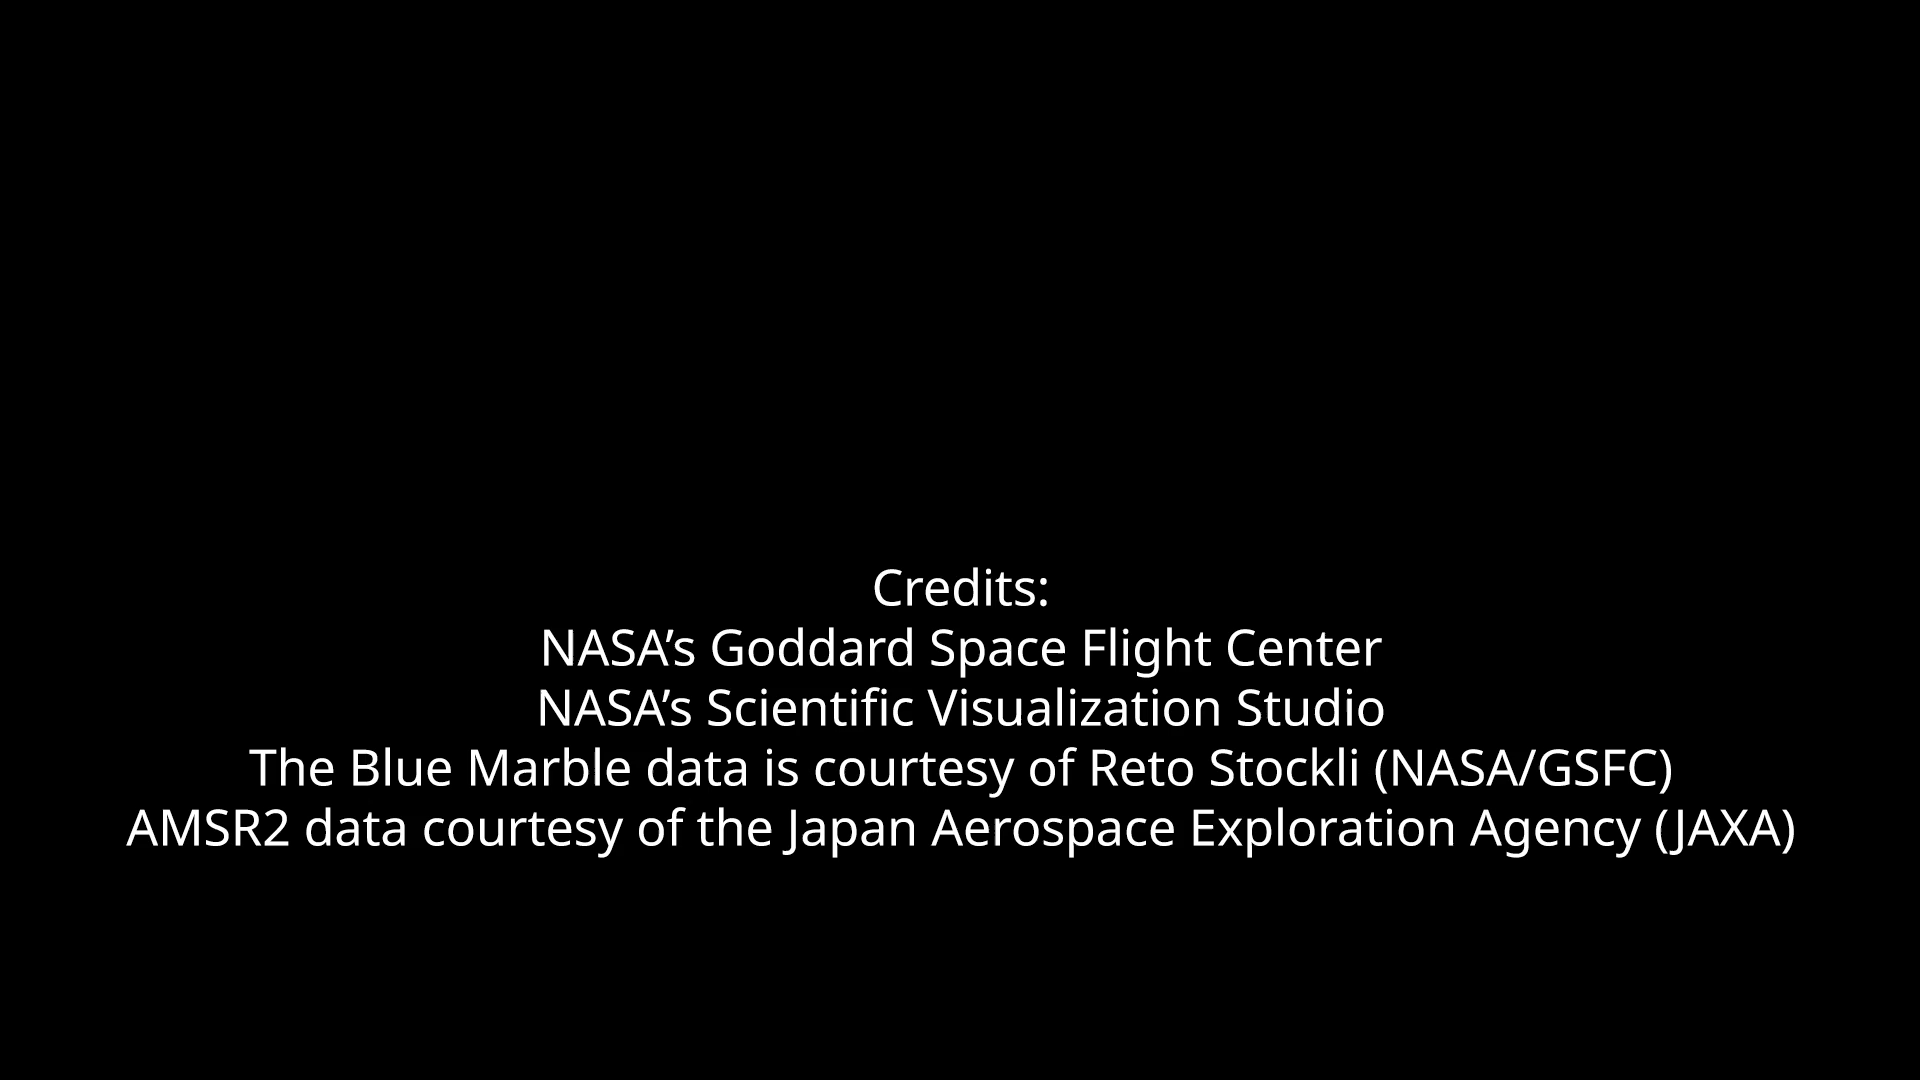 Credits:
NASA’s Goddard Space Flight Center
NASA’s Scientific Visualization Studio
The Blue Marble data is courtesy of Reto Stockli (NASA/GSFC)
AMSR2 data courtesy of the Japan Aerospace Exploration Agency (JAXA)